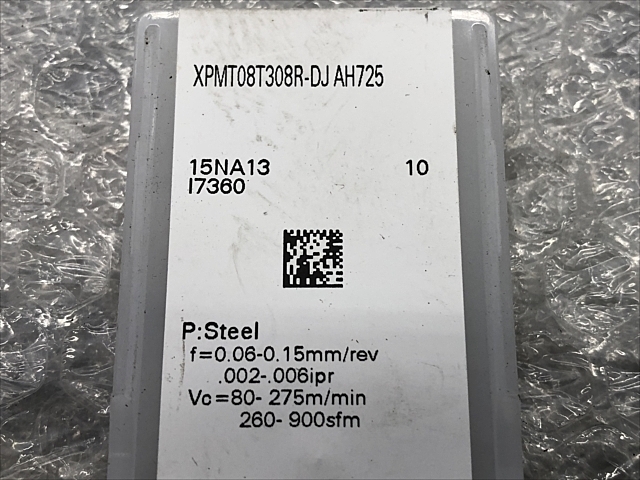 XPMT08T308R-DJ AH725
15NA13 10
I7360
P:Steel
f=0.06-0.15mm/rev
.002-.006ipr
Vc=80- 275m/min
260- 900sfm